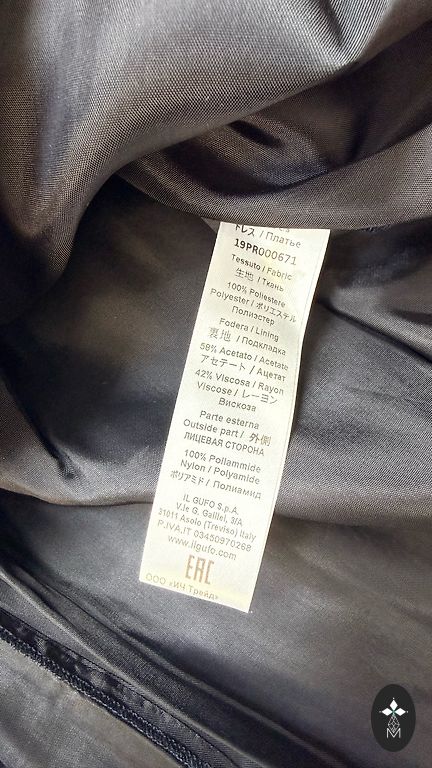 ドレス / Платье
19PR000671
Tessuto / Fabric
生地 / Ткань
100% Poliestere
Polyester / ポリエステル
Полиэстер
Fodera / Lining
裏地 / Подкладка
58% Acetato / Acetate
アセテート / Ацетат
42% Viscosa / Rayon
Viscose / レーヨン
Вискоза
Parte esterna
Outside part / 外側
ЛИЦЕВАЯ СТОРОНА
100% Poliammide
Nylon / Polyamide
ポリアミド / Полиамид
IL GUFO S.p.A.
V.le G. Galilei, 3/A
31011 Asolo (Treviso) Italy
P.IVA.IT 03450970268
www.ilgufo.com
EAC
ООО «ИЧ-Трейд»
M